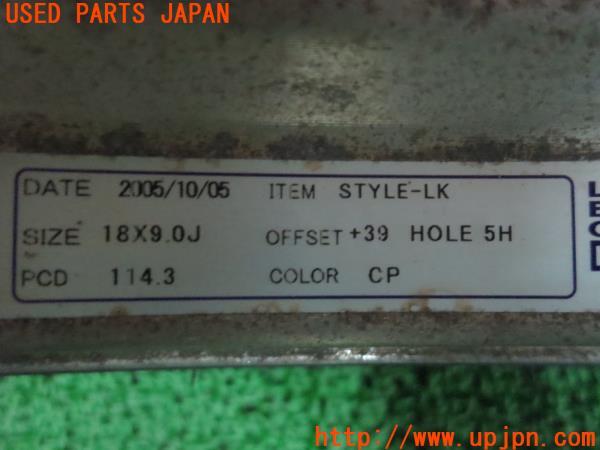 USED PARTS JAPAN
DATE 2005/10/05 ITEM STYLE-LK
SIZE 18X9.0J OFFSET +39 HOLE 5H
PCD 114.3 COLOR CP
http://www.upjpn.com